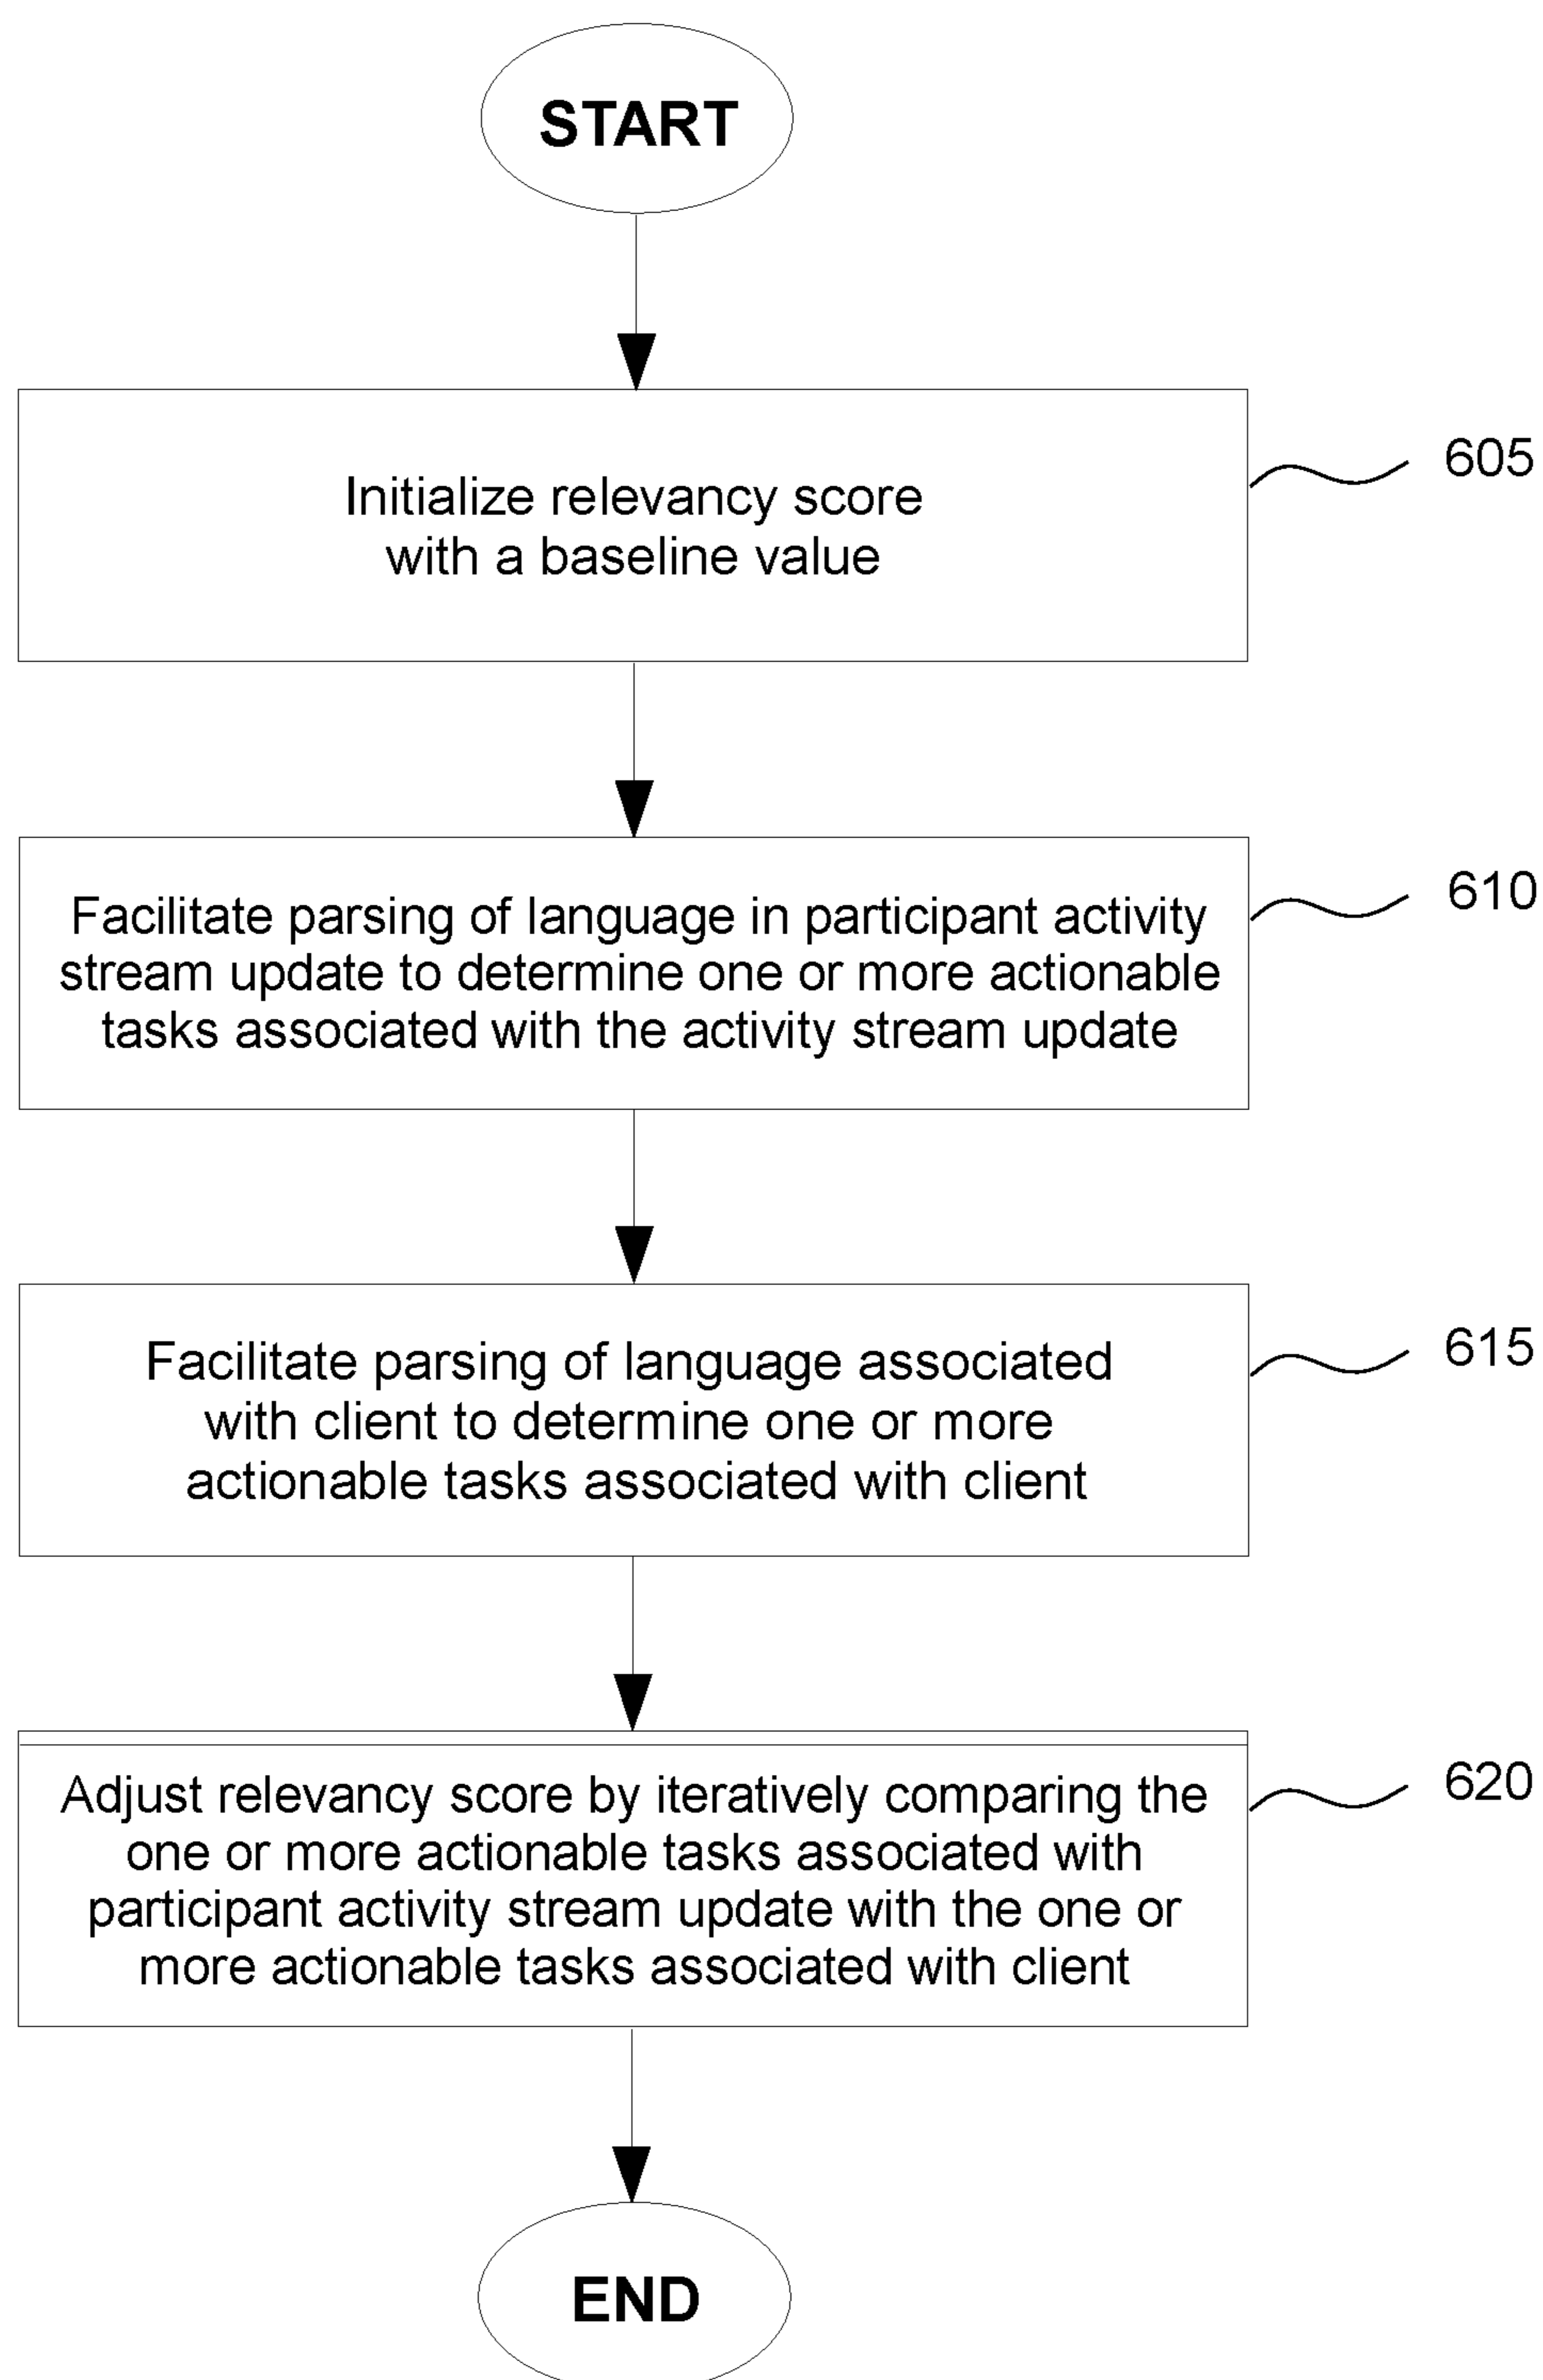 START
Initialize relevancy score
with a baseline value
605
Facilitate parsing of language in participant activity
stream update to determine one or more actionable
tasks associated with the activity stream update
610
Facilitate parsing of language associated
with client to determine one or more
actionable tasks associated with client
615
Adjust relevancy score by iteratively comparing the
one or more actionable tasks associated with
participant activity stream update with the one or
more actionable tasks associated with client
620
END